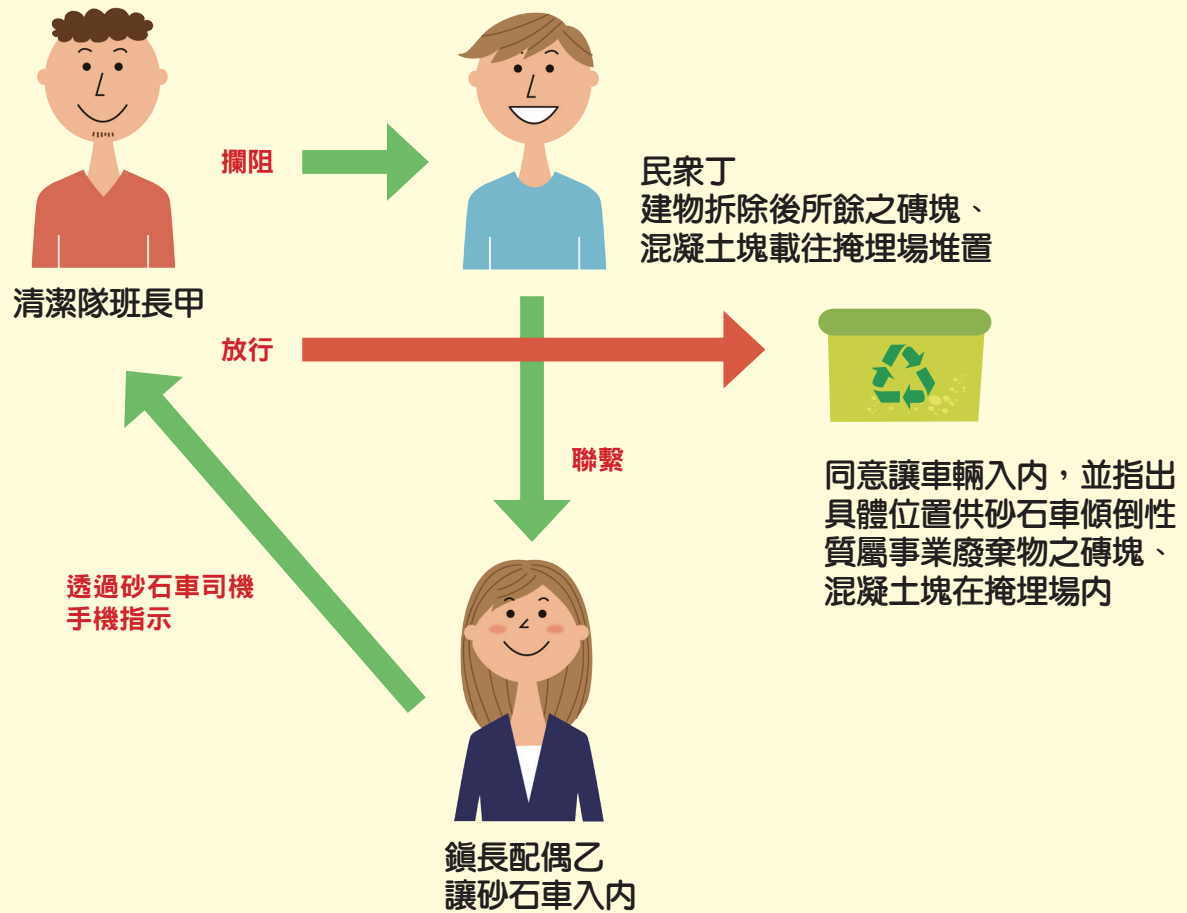 攔阻
民眾丁
建物拆除後所餘之磚塊、
混凝土塊載往掩埋場堆置
清潔隊班長甲
放行
聯繫
同意讓車輛入內，並指出
具體位置供砂石車傾倒性
質屬事業廢棄物之磚塊、
混凝土塊在掩埋場內
透過砂石車司機
手機指示
鎮長配偶乙
讓砂石車入內